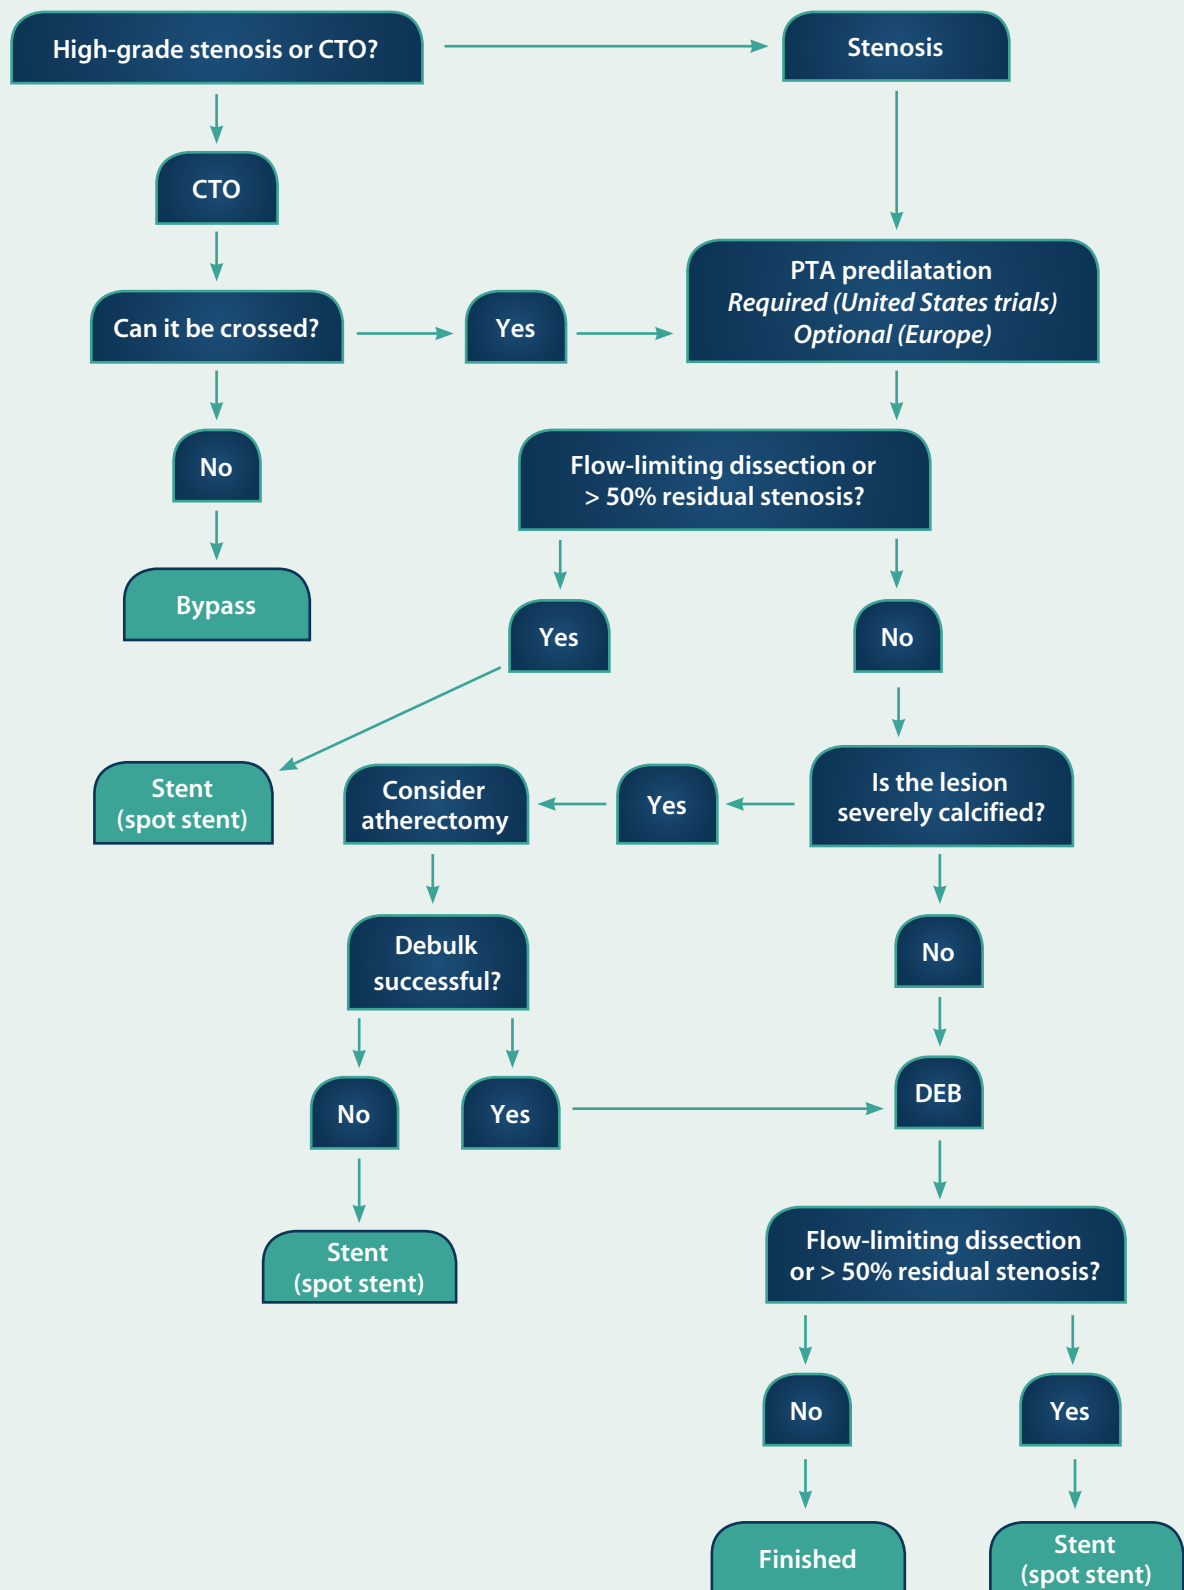 High-grade stenosis or CTO?
Stenosis
CTO
PTA predilatation
Required (United States trials)
Optional (Europe)
Can it be crossed?
Yes
No
Flow-limiting dissection or
> 50% residual stenosis?
Bypass
Yes
No
Stent
(spot stent)
Consider
atherectomy
Yes
Is the lesion
severely calcified?
Debulk
successful?
No
No
Yes
DEB
Stent
(spot stent)
Flow-limiting dissection
or > 50% residual stenosis?
No
Yes
Finished
Stent
(spot stent)